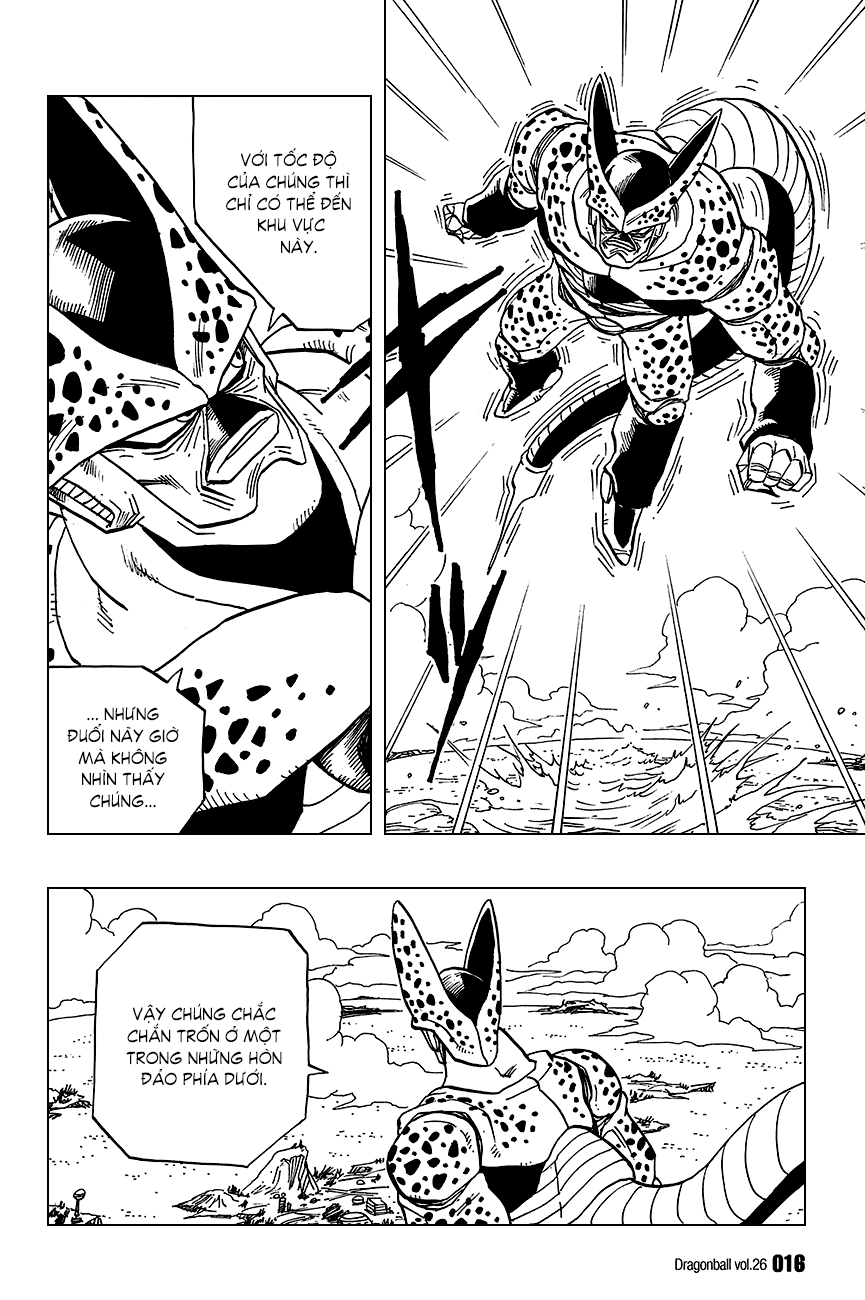 VỚI TỐC ĐỘ
CỦA CHÚNG THÌ
CHỈ CÓ THỂ ĐẾN
KHU VỰC
NÀY.
... NHƯNG
ĐUỔI NÃY GIỜ
MÀ KHÔNG
NHÌN THẤY
CHÚNG...
VẬY CHÚNG CHẮC
CHẮN TRỐN Ở MỘT
TRONG NHỮNG HÒN
ĐẢO PHÍA DƯỚI.
Dragonball vol.26 016